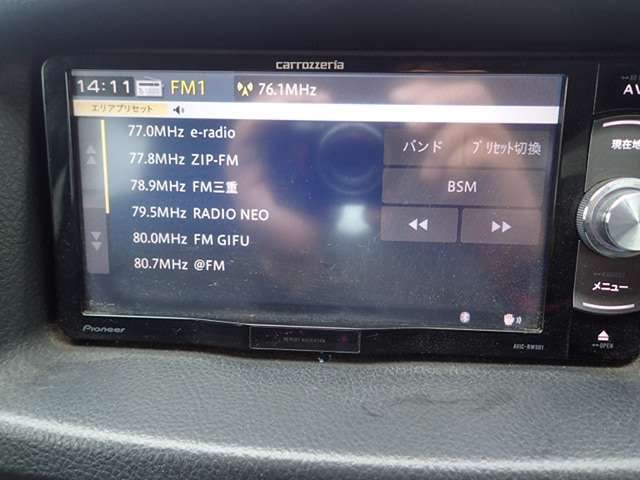 carrozzeria
14:11 FM1 76.1MHz
AV
エリアプリセット
77.0MHz e-radio
77.8MHz ZIP-FM
78.9MHz FM三重
79.5MHz RADIO NEO
80.0MHz FM GIFU
80.7MHz @FM
バンド プリセット切換
BSM
現在地
メニュー
Pioneer
AVIC-RW501
OPEN